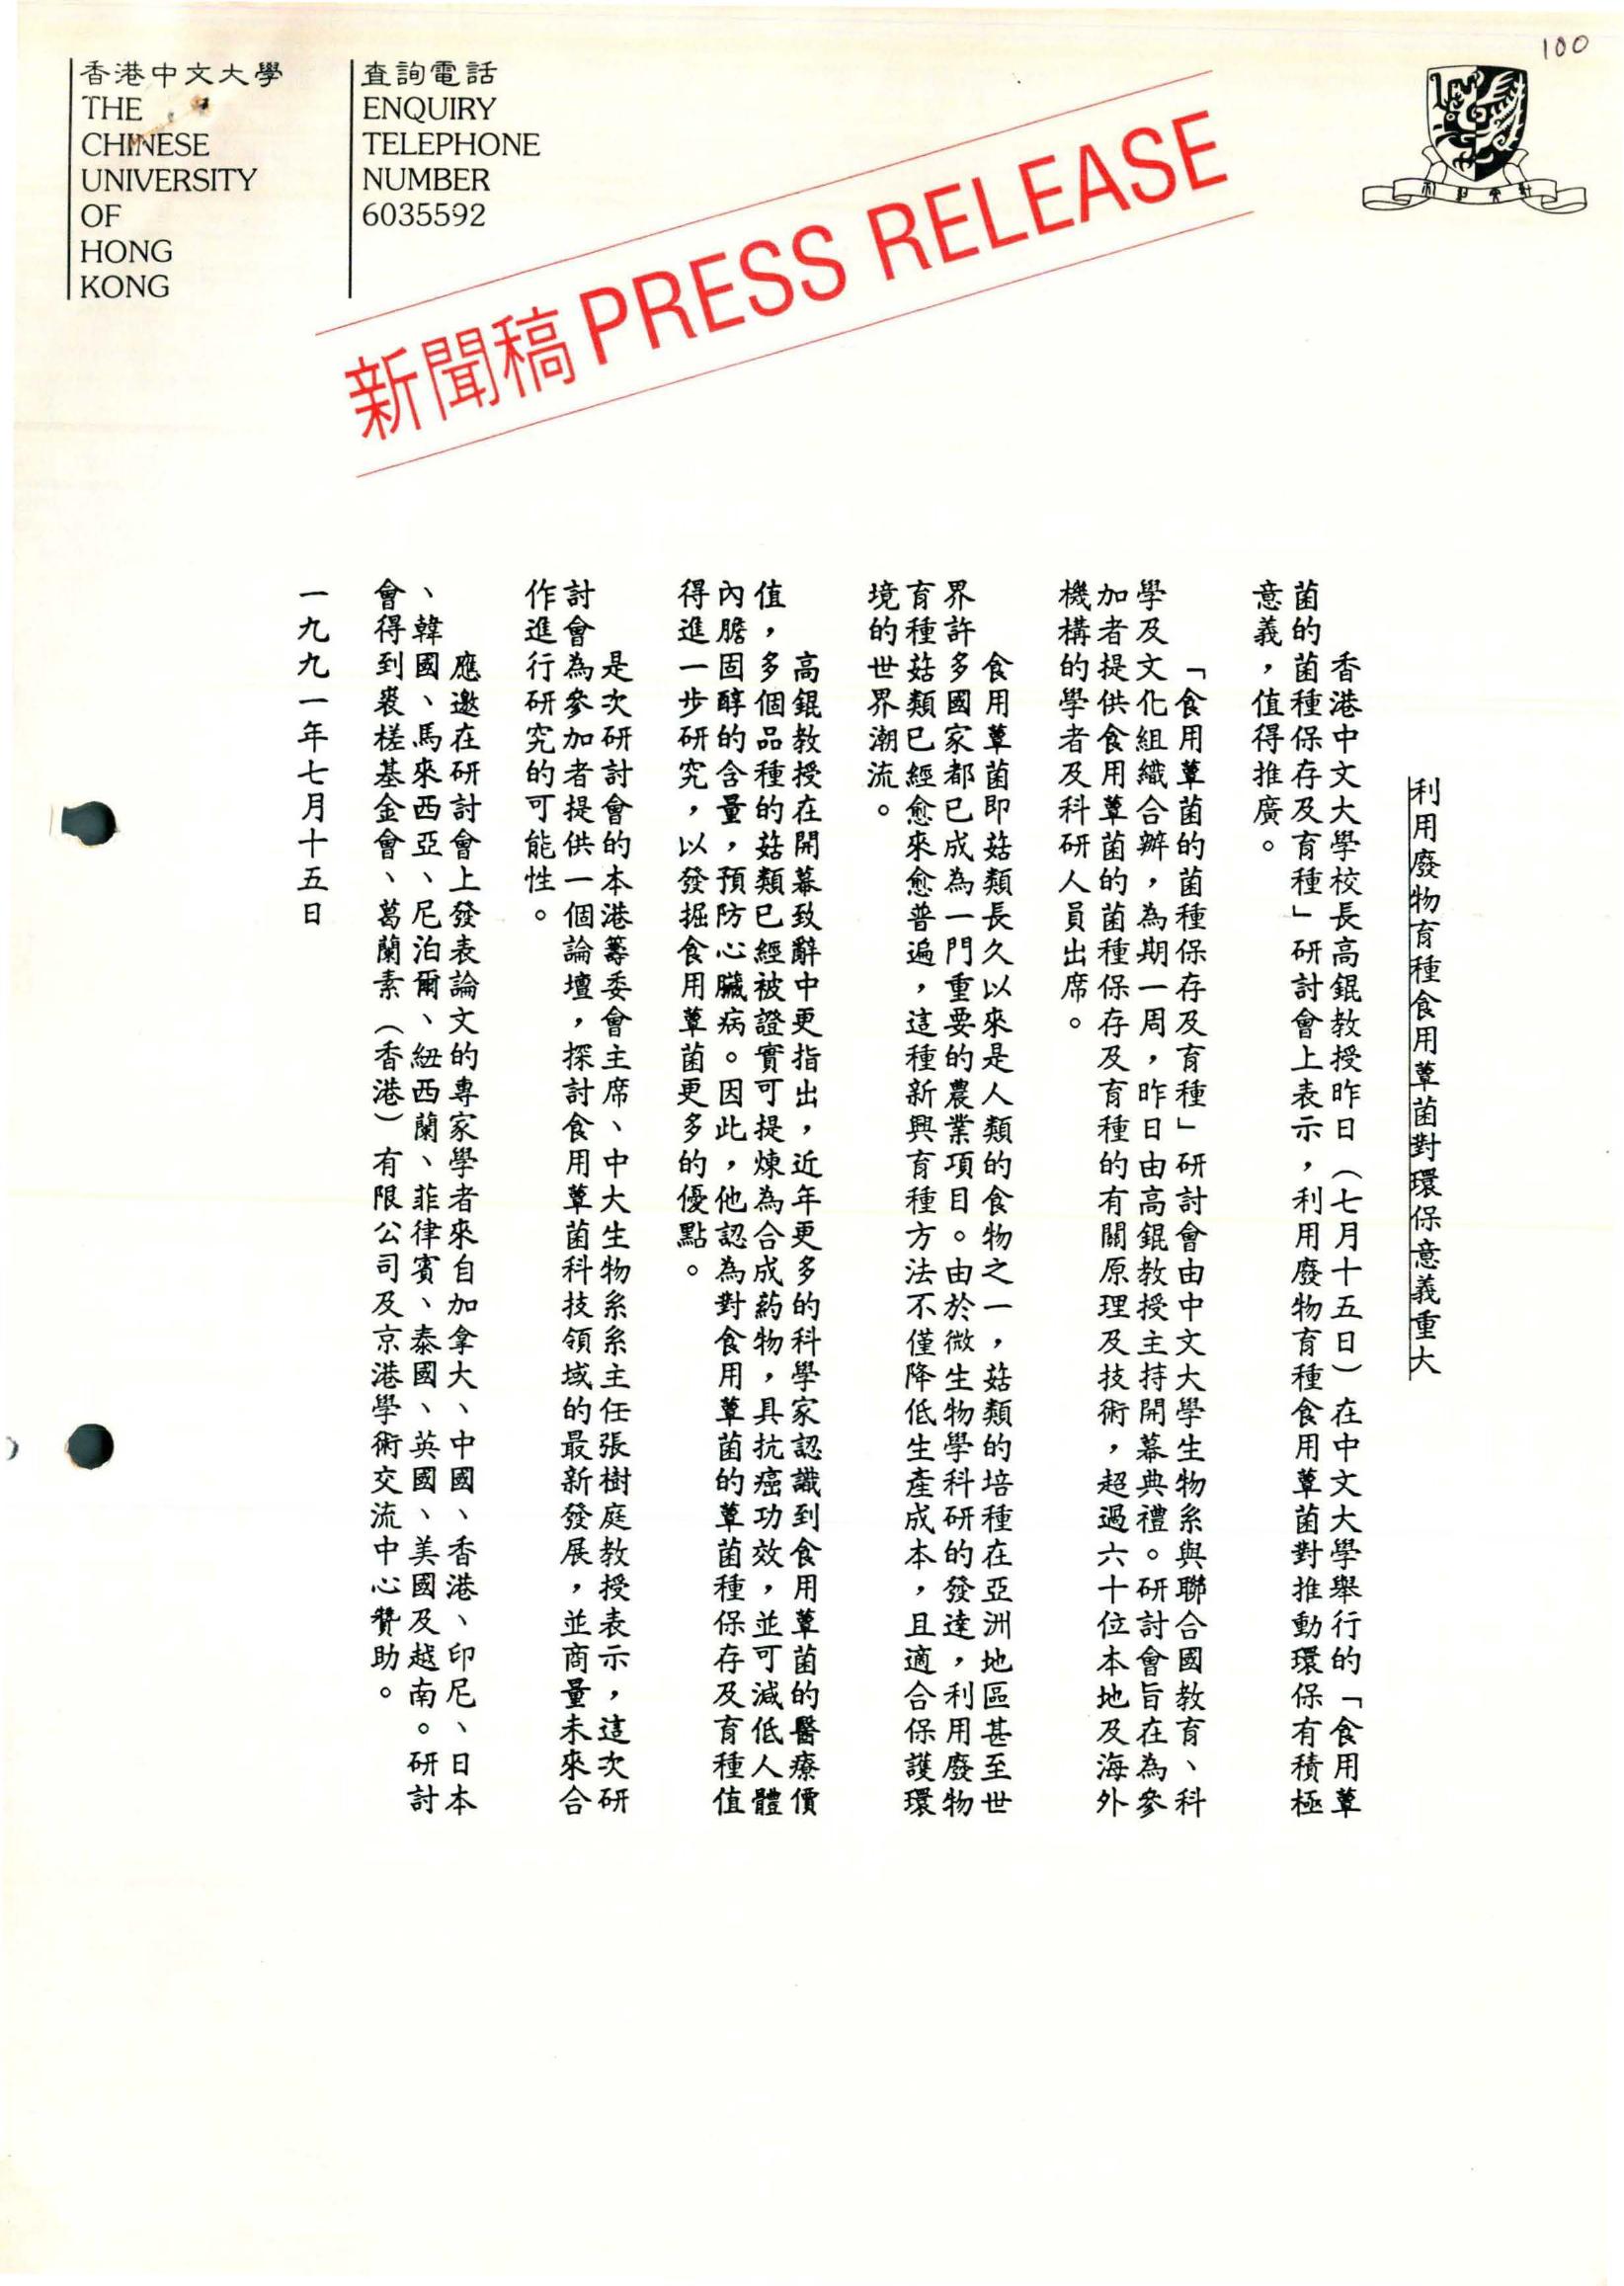 100
香港中文大學
THE
CHINESE
UNIVERSITY
OF
HONG
KONG
查詢電話
ENQUIRY
TELEPHONE
NUMBER
6035592
新聞稿 PRESS RELEASE
利用廢物育種食用蕈菌對環保意義重大
香港中文大學校長高錕教授昨日（七月十五日）在中文大學舉行的「食用蕈
菌的菌種保存及育種」研討會上表示，利用廢物育種食用蕈菌對推動環保有積極
意義，值得推廣。
「食用蕈菌的菌種保存及育種」研討會由中文大學生物系與聯合國教育、科
學及文化組織合辦，為期一周，昨日由高錕教授主持開幕典禮。研討會旨在為參
加者提供食用蕈菌的菌種保存及育種的有關原理及技術，超過六十位本地及海外
機構的學者及科研人員出席。
食用蕈菌即菇類長久以來是人類的食物之一，菇類的培種在亞洲地區甚至世
界許多國家都已成為一門重要的農業項目。由於微生物學科研的發達，利用廢物
育種菇類已經愈來愈普遍，這種新興育種方法不僅降低生產成本，且適合保護環
境的世界潮流。
高錕教授在開幕致辭中更指出，近年更多的科學家認識到食用蕈菌的醫療價
值，多個品種的菇類已經被證實可提煉為合成葯物，具抗癌功效，並可減低人體
內膽固醇的含量，預防心臟病。因此，他認為對食用蕈菌的蕈菌種保存及育種值
得進一步研究，以發掘食用蕈菌更多的優點。
是次研討會的本港籌委會主席、中大生物系系主任張樹庭教授表示，這次研
討會為參加者提供一個論壇，探討食用蕈菌科技領域的最新發展，並商量未來合
作進行研究的可能性。
應邀在研討會上發表論文的專家學者來自加拿大、中國、香港、印尼、日本
、韓國、馬來西亞、尼泊爾、紐西蘭、菲律賓、泰國、英國、美國及越南。研討
會得到裘槎基金會、葛蘭素（香港）有限公司及京港學術交流中心贊助。
一九九一年七月十五日